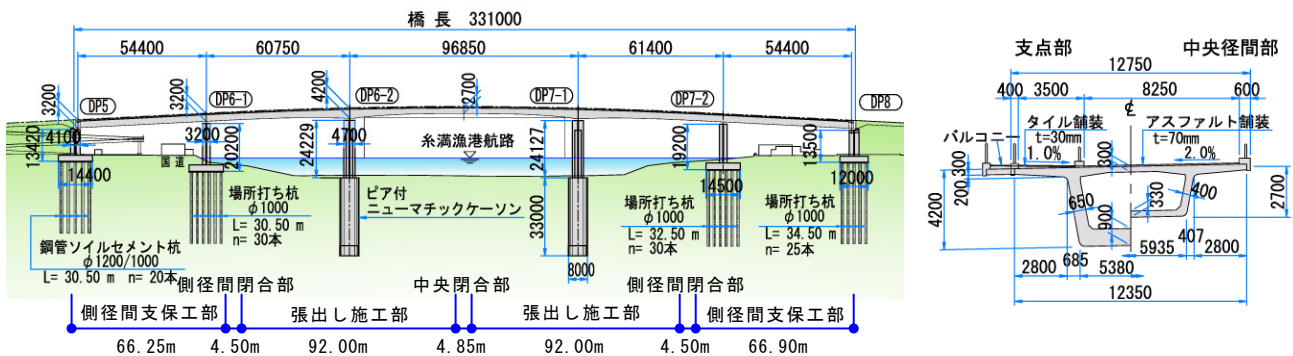 橋長 331000
54400 60750 96850 61400 54400
3200 DP5 3200 DP6-1 4200 DP6-2 2700 DP7-1 DP7-2 DP8
13420 4100 3200 20200 24229 4700 糸満漁港航路 24127 19200 13500
国道
14400 14500 12000
場所打ち杭
φ1000
L= 30.50 m
n= 30本
ピア付
ニューマチックケーソン
33000
8000
場所打ち杭
φ1000
L= 32.50 m
n= 30本
場所打ち杭
φ1000
L= 34.50 m
n= 25本
鋼管ソイルセメント杭
φ1200/1000
L= 30.50 m n= 20本
側径間閉合部 中央閉合部 側径間閉合部
側径間支保工部 張出し施工部 張出し施工部 側径間支保工部
66.25m 4.50m 92.00m 4.85m 92.00m 4.50m 66.90m
支点部 中央径間部
12750
400 3500 8250 600
℄
バルコニー タイル舗装 アスファルト舗装
t=30mm t=70mm
1.0% 2.0%
300 200 300
4200 650 900 330 400 2700
407
685 5935 2800
2800 5380
12350